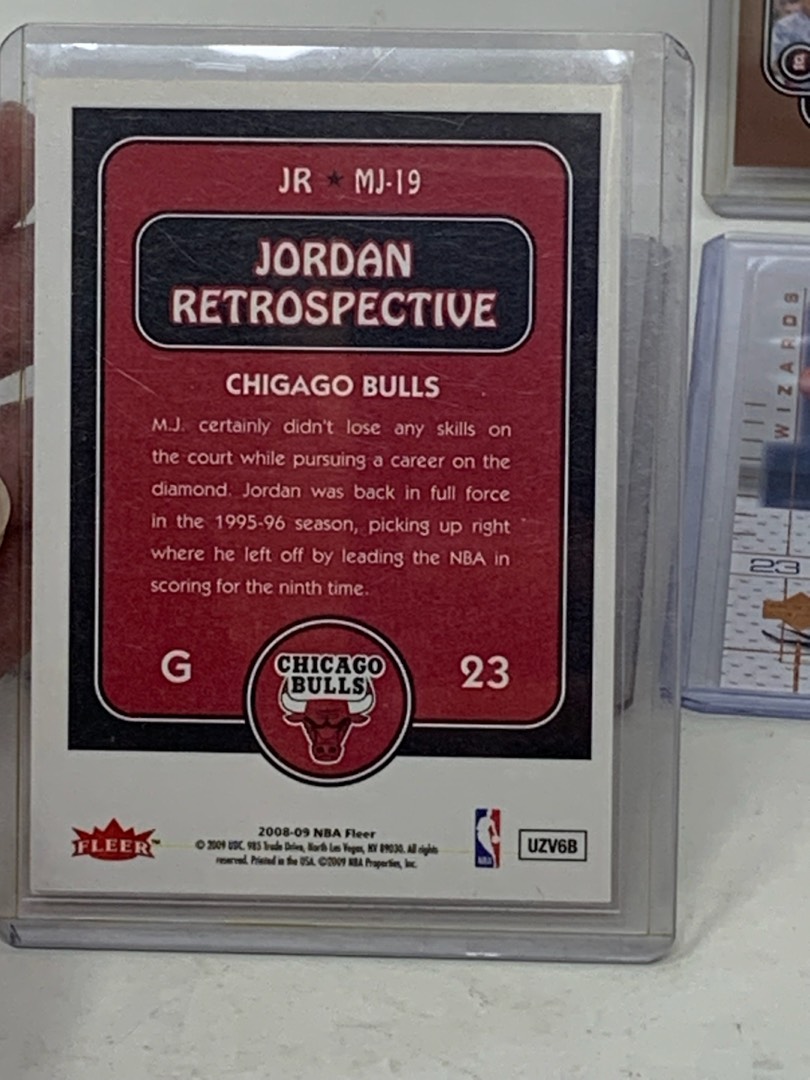 JR ★ MJ-19
JORDAN
RETROSPECTIVE
CHIGAGO BULLS
M.J. certainly didn't lose any skills on
the court while pursuing a career on the
diamond. Jordan was back in full force
in the 1995-96 season, picking up right
where he left off by leading the NBA in
scoring for the ninth time.
G
CHICAGO
BULLS
23
FLEER™
2008-09 NBA Fleer
© 2009 UDC. 985 Trade Drive, North Las Vegas, NV 89030. All rights
reserved. Printed in the USA. ©2009 NBA Properties, Inc.
NBA
UZV6B
WIZARDS
23